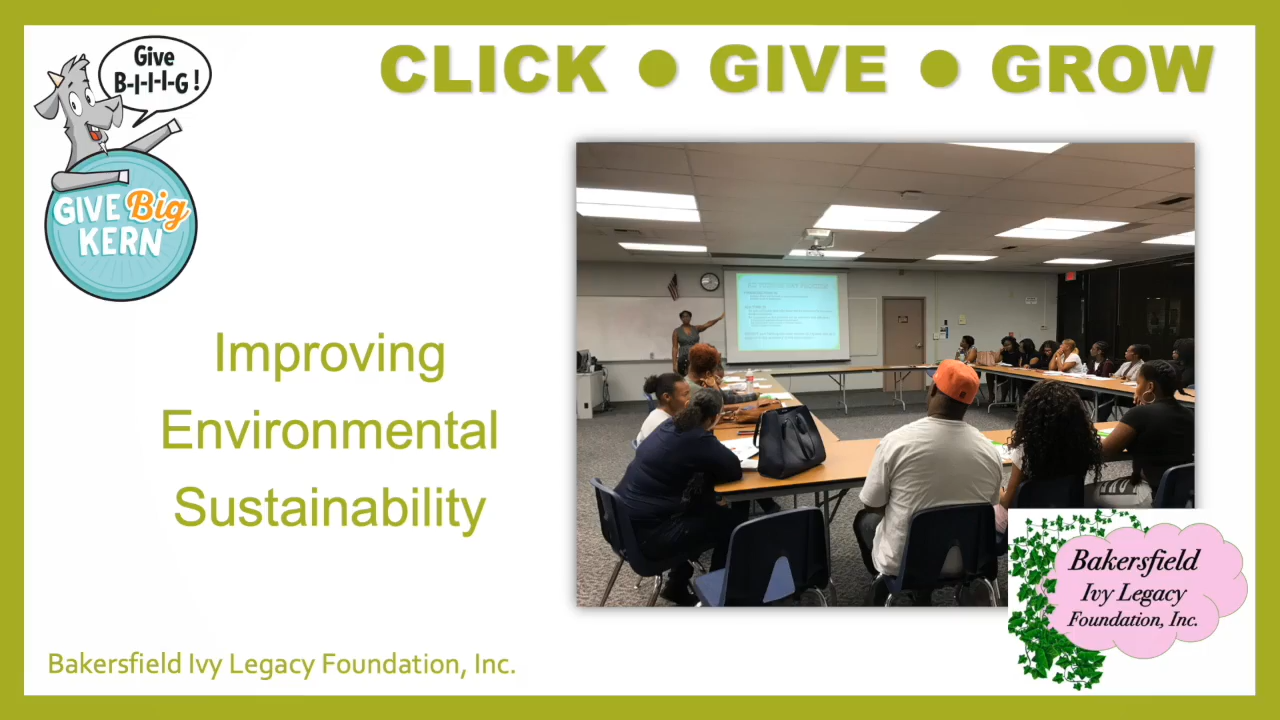 Give
B-I-I-I-G!
CLICK ● GIVE ● GROW
GIVE Big
KERN
Improving
Environmental
Sustainability
Bakersfield
Ivy Legacy
Foundation, Inc.
Bakersfield Ivy Legacy Foundation, Inc.